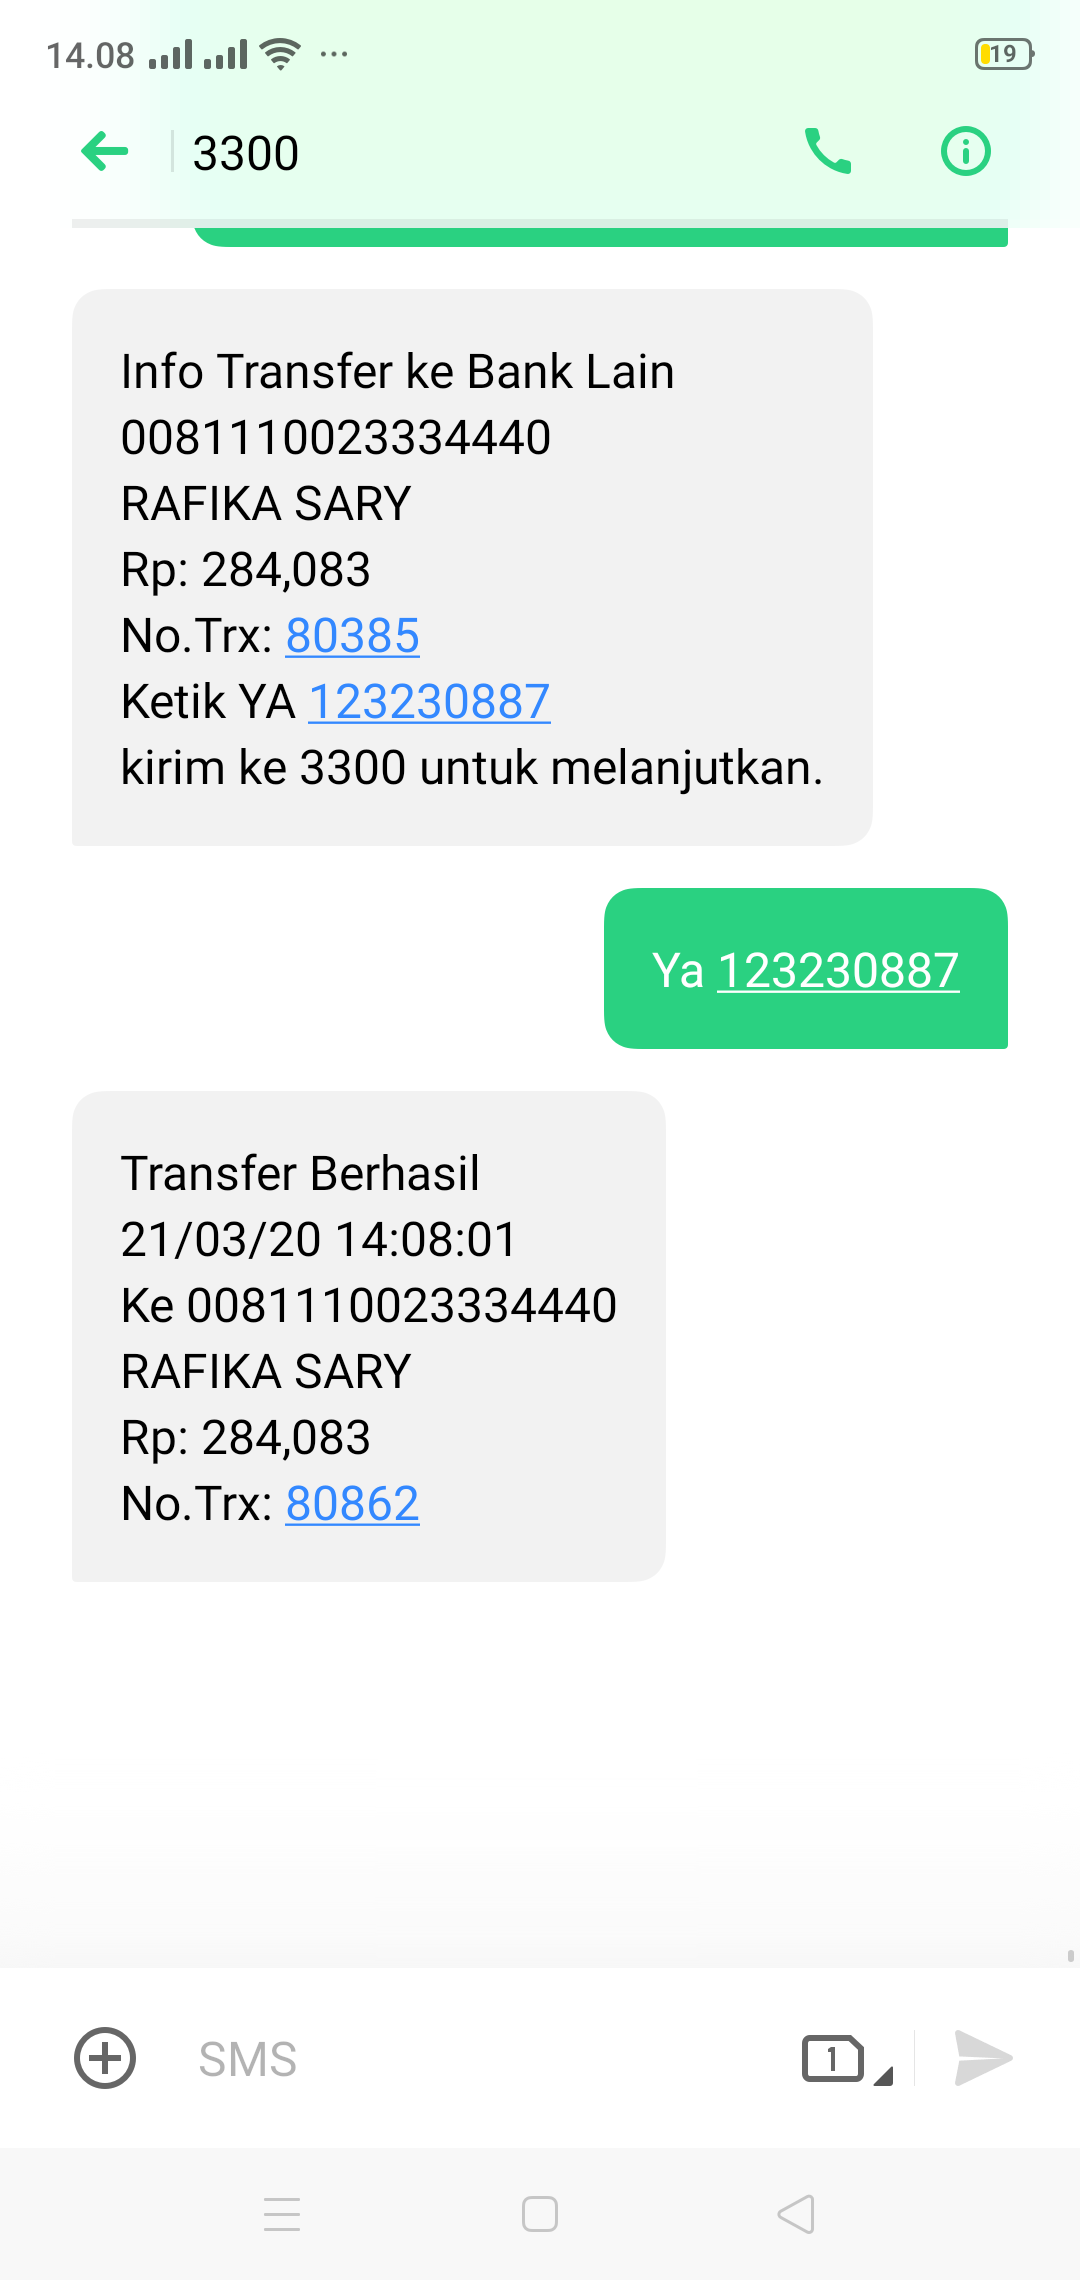 14.08
19
3300
Info Transfer ke Bank Lain
0081110023334440
RAFIKA SARY
Rp: 284,083
No.Trx: 80385
Ketik YA 123230887
kirim ke 3300 untuk melanjutkan.
Ya 123230887
Transfer Berhasil
21/03/20 14:08:01
Ke 0081110023334440
RAFIKA SARY
Rp: 284,083
No.Trx: 80862
SMS
1